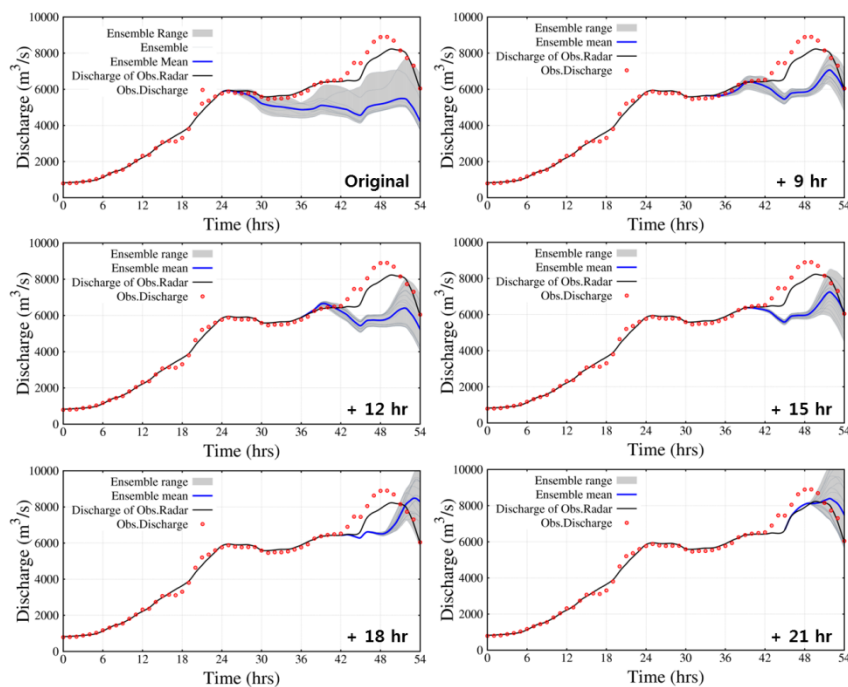 Ensemble Range
Ensemble
Ensemble Mean
Discharge of Obs.Radar
Obs.Discharge
Discharge (m³/s)
10000
8000
6000
4000
2000
0
Original
0 6 12 18 24 30 36 42 48 54
Time (hrs)
Ensemble range
Ensemble mean
Discharge of Obs.Radar
Obs.Discharge
Discharge (m³/s)
10000
8000
6000
4000
2000
0
+ 9 hr
0 6 12 18 24 30 36 42 48 54
Time (hrs)
Ensemble range
Ensemble mean
Discharge of Obs.Radar
Obs.Discharge
Discharge (m³/s)
10000
8000
6000
4000
2000
0
+ 12 hr
0 6 12 18 24 30 36 42 48 54
Time (hrs)
Ensemble range
Ensemble mean
Discharge of Obs.Radar
Obs.Discharge
Discharge (m³/s)
10000
8000
6000
4000
2000
0
+ 15 hr
0 6 12 18 24 30 36 42 48 54
Time (hrs)
Ensemble range
Ensemble mean
Discharge of Obs.Radar
Obs.Discharge
Discharge (m³/s)
10000
8000
6000
4000
2000
0
+ 18 hr
0 6 12 18 24 30 36 42 48 54
Time (hrs)
Ensemble range
Ensemble mean
Discharge of Obs.Radar
Obs.Discharge
Discharge (m³/s)
10000
8000
6000
4000
2000
0
+ 21 hr
0 6 12 18 24 30 36 42 48 54
Time (hrs)